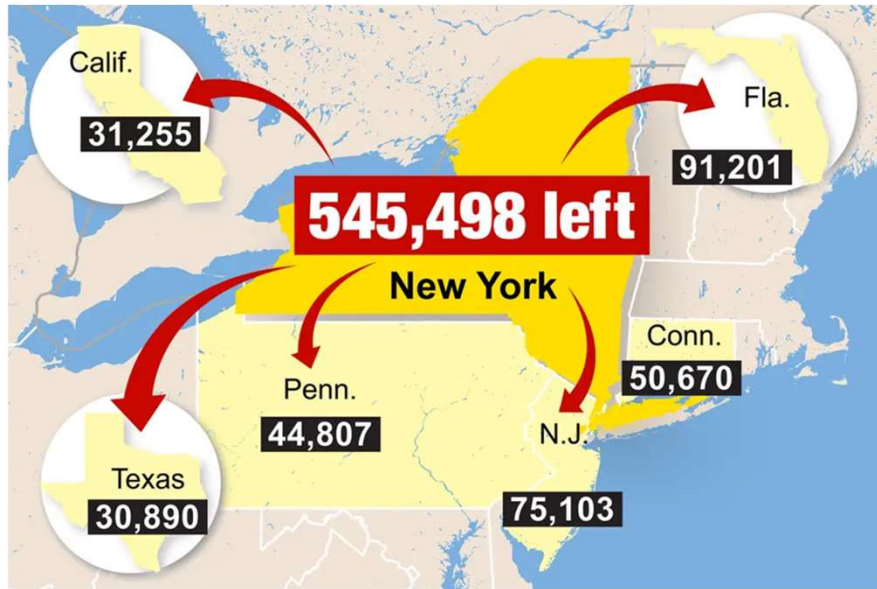 Calif.
31,255
Fla.
91,201
545,498 left
New York
Conn.
50,670
Penn.
44,807
N.J.
75,103
Texas
30,890